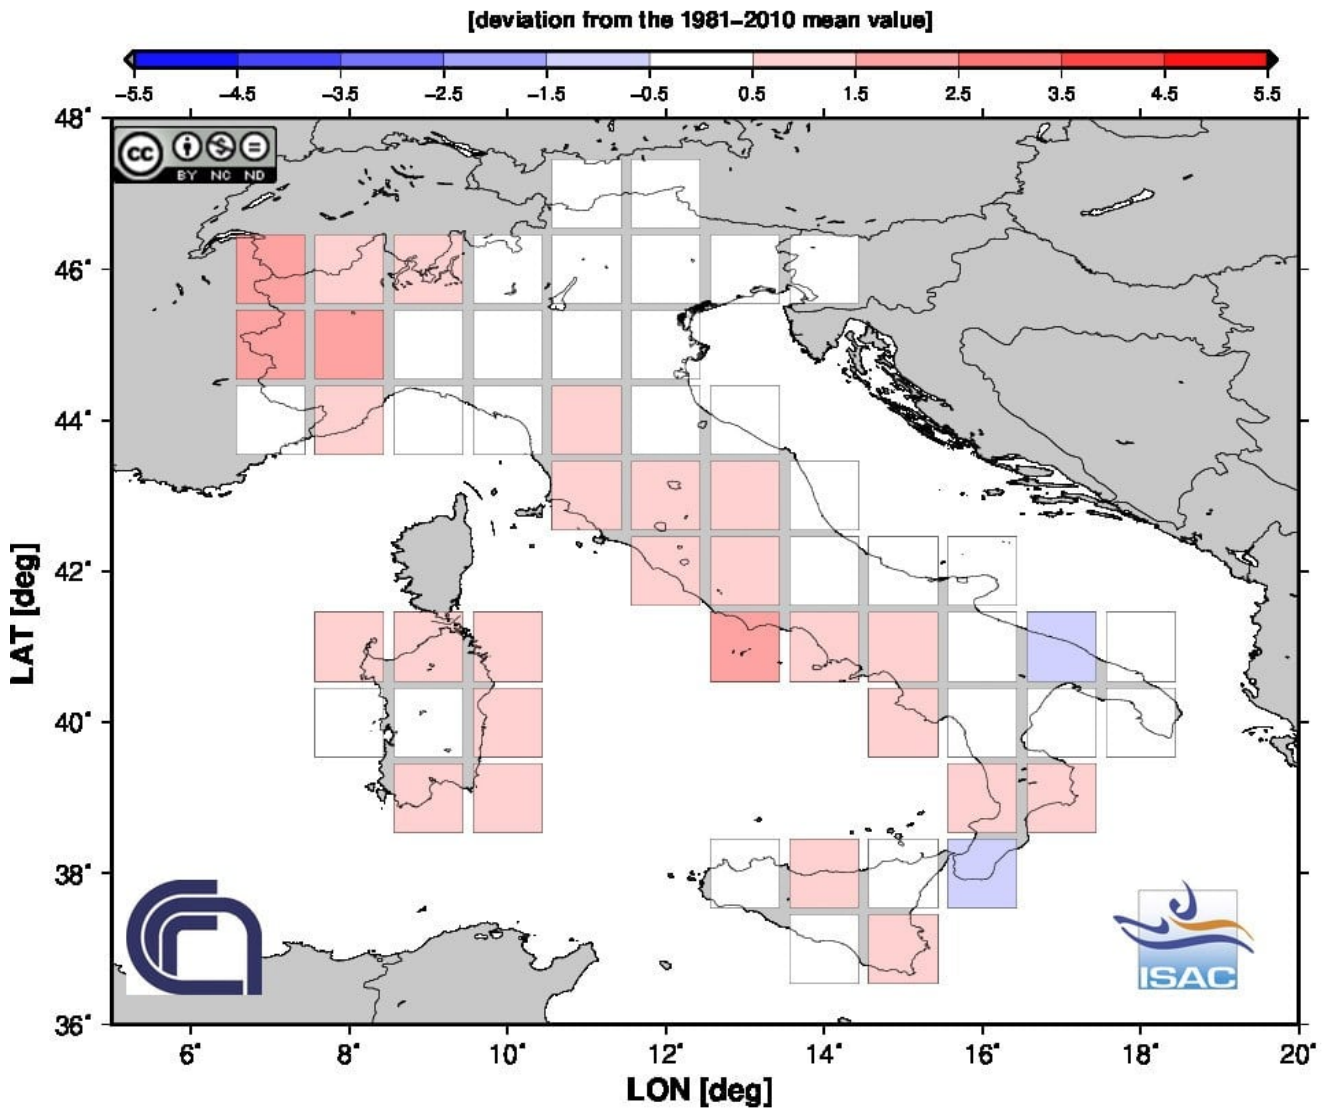 [deviation from the 1981−2010 mean value]
−5.5 −4.5 −3.5 −2.5 −1.5 −0.5 0.5 1.5 2.5 3.5 4.5 5.5
48°
cc
BY NC ND
46°
44°
42°
LAT [deg]
40°
38°
ISAC
36°
6° 8° 10° 12° 14° 16° 18° 20°
LON [deg]